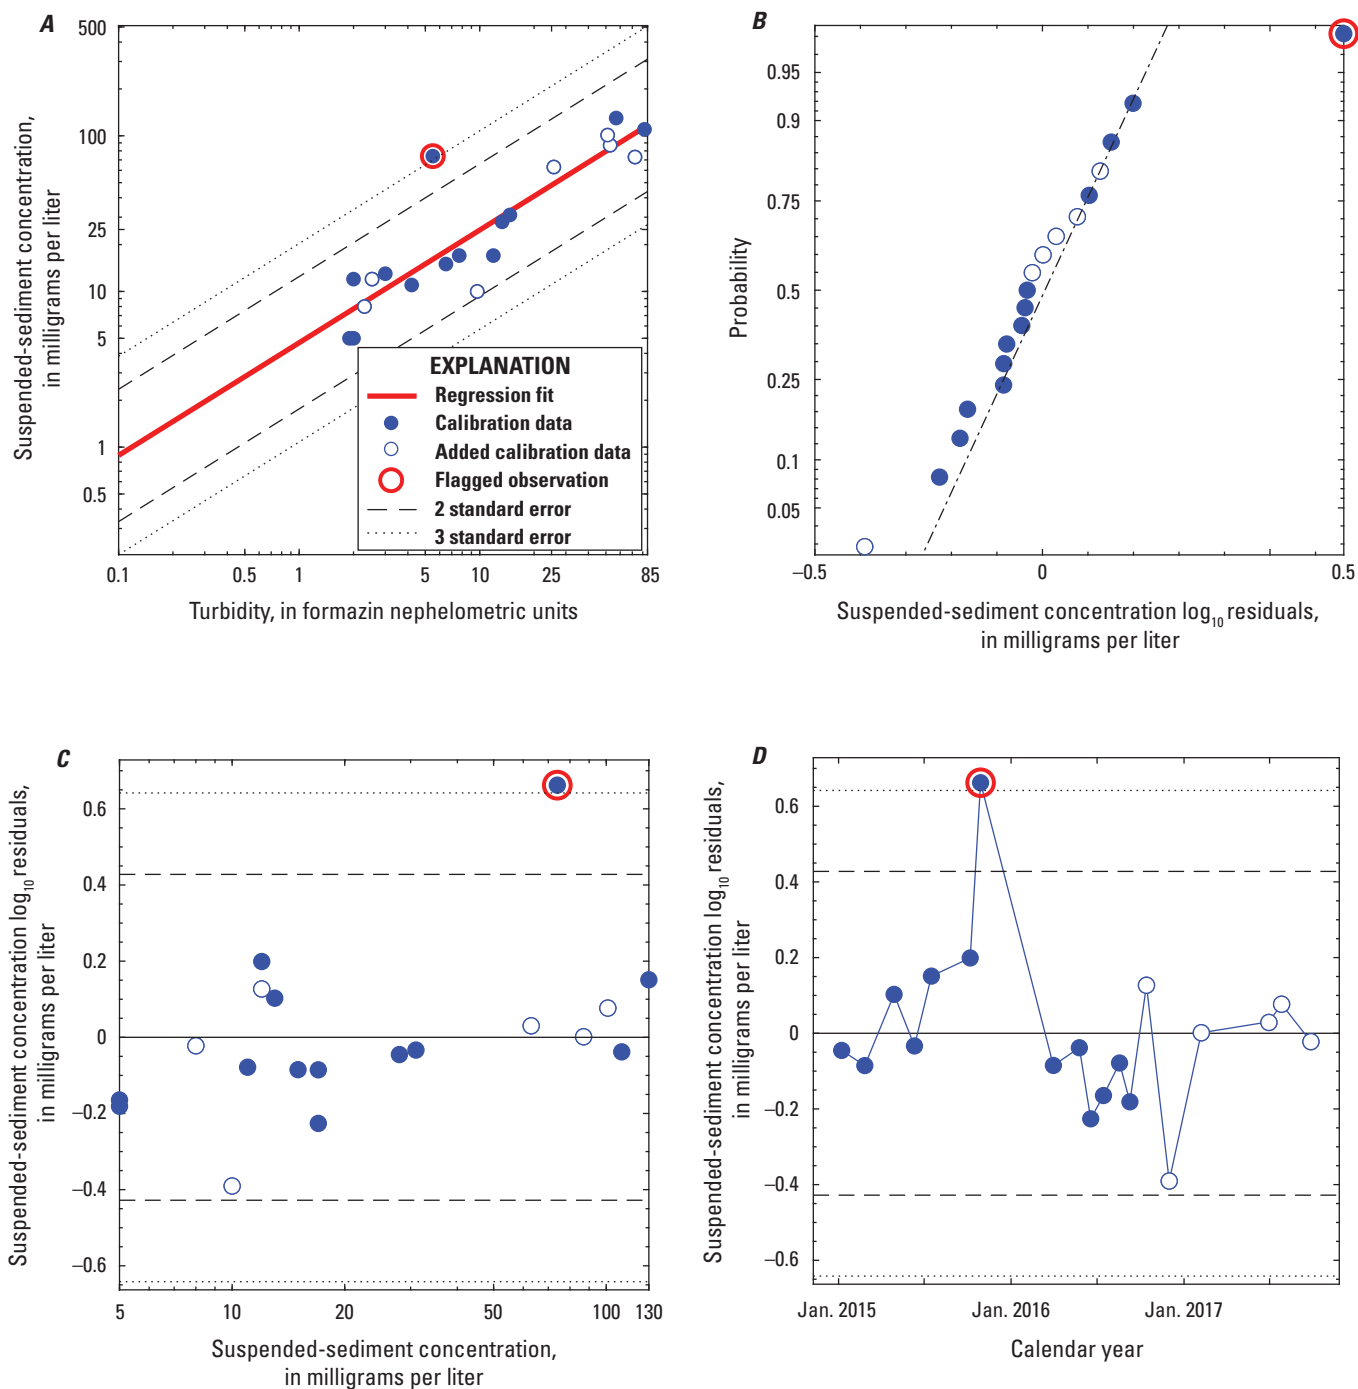 A
Suspended-sediment concentration,
in milligrams per liter
500
100
25
10
5
1
0.5
0.1
0.5
1
5
10
25
85
Turbidity, in formazin nephelometric units
EXPLANATION
Regression fit
Calibration data
Added calibration data
Flagged observation
2 standard error
3 standard error
B
Probability
0.95
0.9
0.75
0.5
0.25
0.1
0.05
–0.5
0
0.5
Suspended-sediment concentration log10 residuals,
in milligrams per liter
C
Suspended-sediment concentration log10 residuals,
in milligrams per liter
0.6
0.4
0.2
0
–0.2
–0.4
–0.6
5
10
20
50
100
130
Suspended-sediment concentration,
in milligrams per liter
D
Suspended-sediment concentration log10 residuals,
in milligrams per liter
0.6
0.4
0.2
0
–0.2
–0.4
–0.6
Jan. 2015
Jan. 2016
Jan. 2017
Calendar year